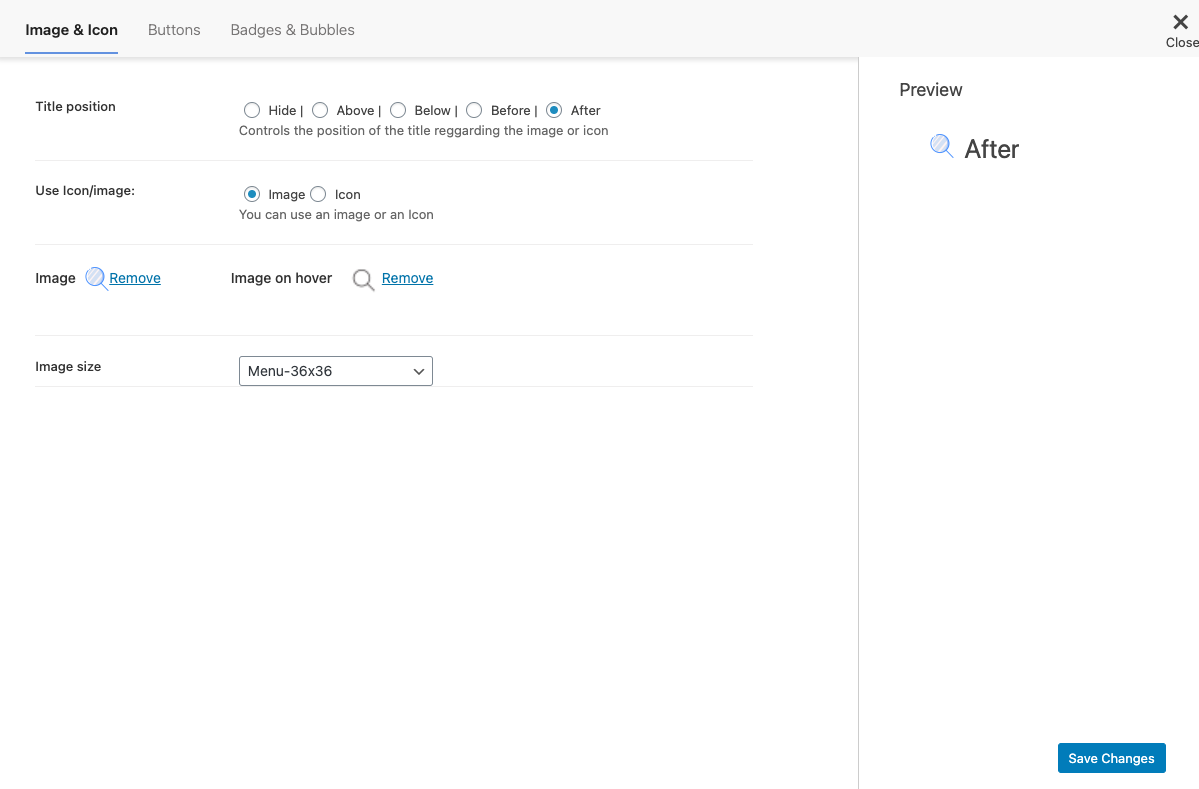 Image & Icon Buttons Badges & Bubbles
Close
Title position
Hide | Above | Below | Before | After
Controls the position of the title reggarding the image or icon
Use Icon/image:
Image Icon
You can use an image or an Icon
Image Remove Image on hover Remove
Image size
Menu-36x36
Preview
After
Save Changes